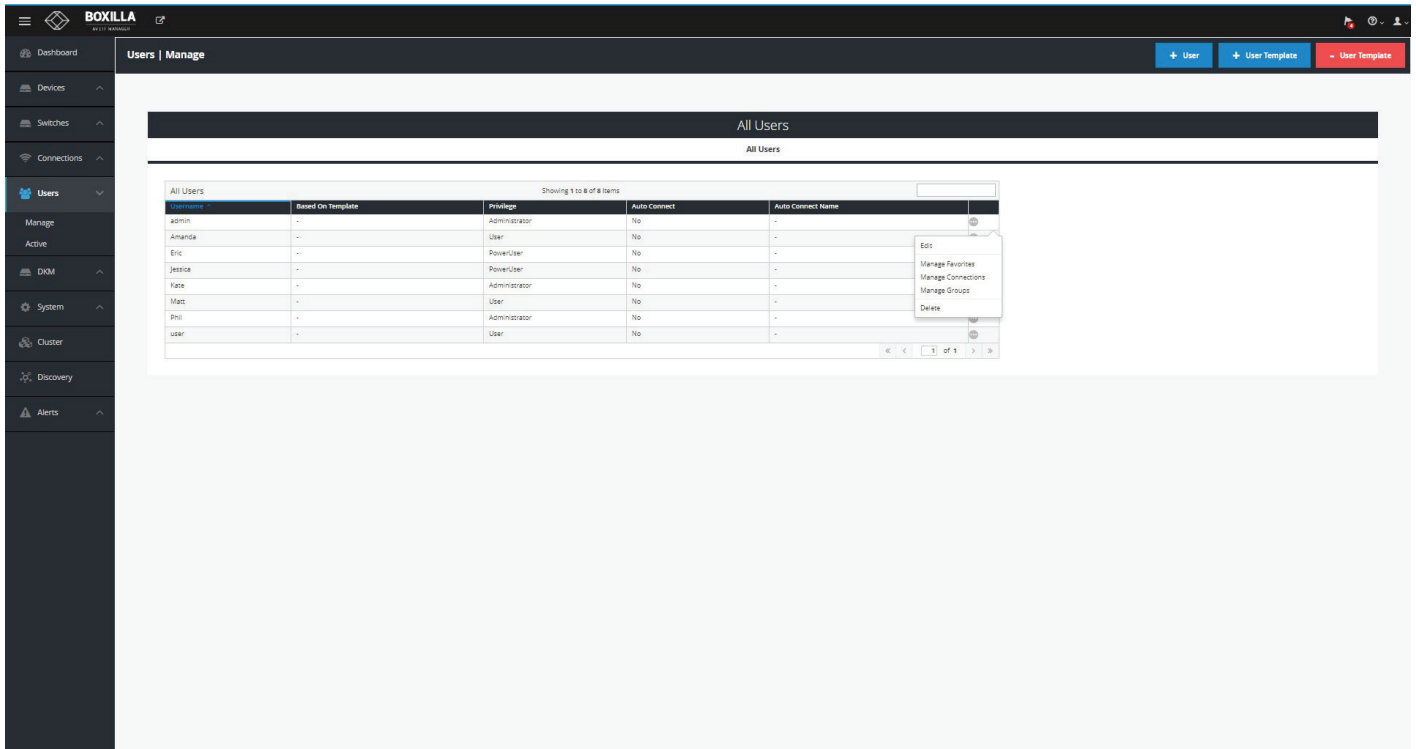 BOXILLA
AV/IT MANAGER
4
Dashboard
Devices
Switches
Connections
Users
Manage
Active
DKM
System
Cluster
Discovery
Alerts
Users | Manage
+ User
+ User Template
- User Template
All Users
All Users
All Users Showing 1 to 8 of 8 items
Username Based On Template Privilege Auto Connect Auto Connect Name
admin - Administrator No -
Amanda - User No -
Eric - PowerUser No -
Jessica - PowerUser No -
Kate - Administrator No -
Matt - User No -
Phil - Administrator No -
user - User No -
Edit
Manage Favorites
Manage Connections
Manage Groups
Delete
« < 1 of 1 > »